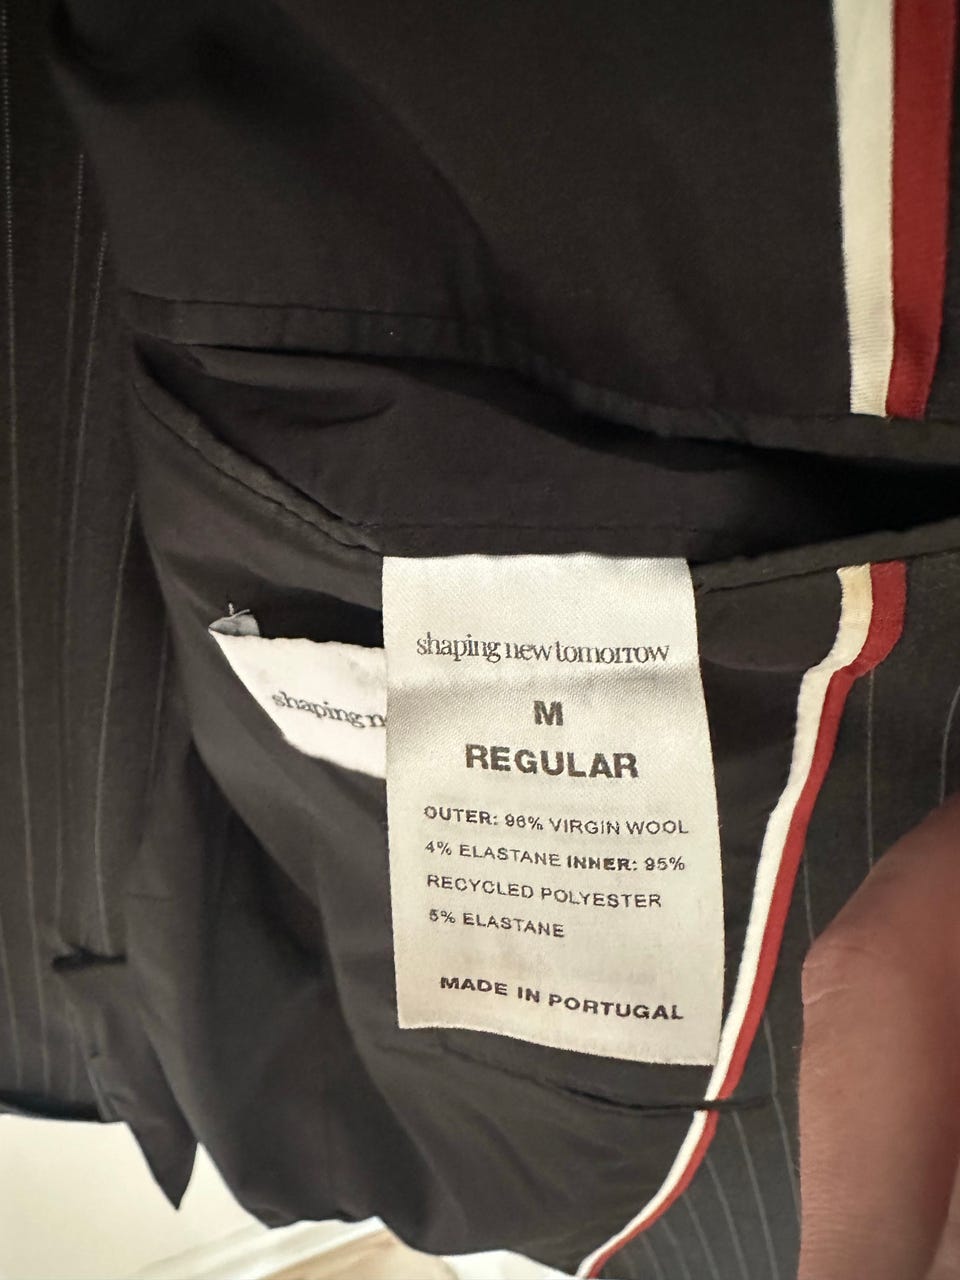 shaping new tomorrow
M
REGULAR
OUTER: 96% VIRGIN WOOL
4% ELASTANE INNER: 95%
RECYCLED POLYESTER
5% ELASTANE
MADE IN PORTUGAL
shaping n